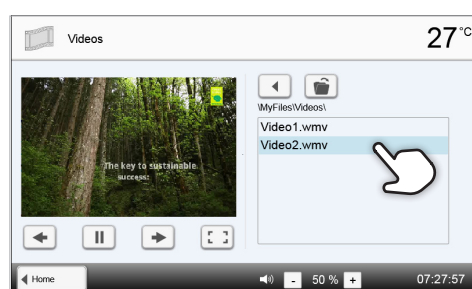 Videos
27°C
\MyFiles\Videos\
Video1.wmv
Video2.wmv
The key to sustainable
success:
Home
- 50 % +
07:27:57